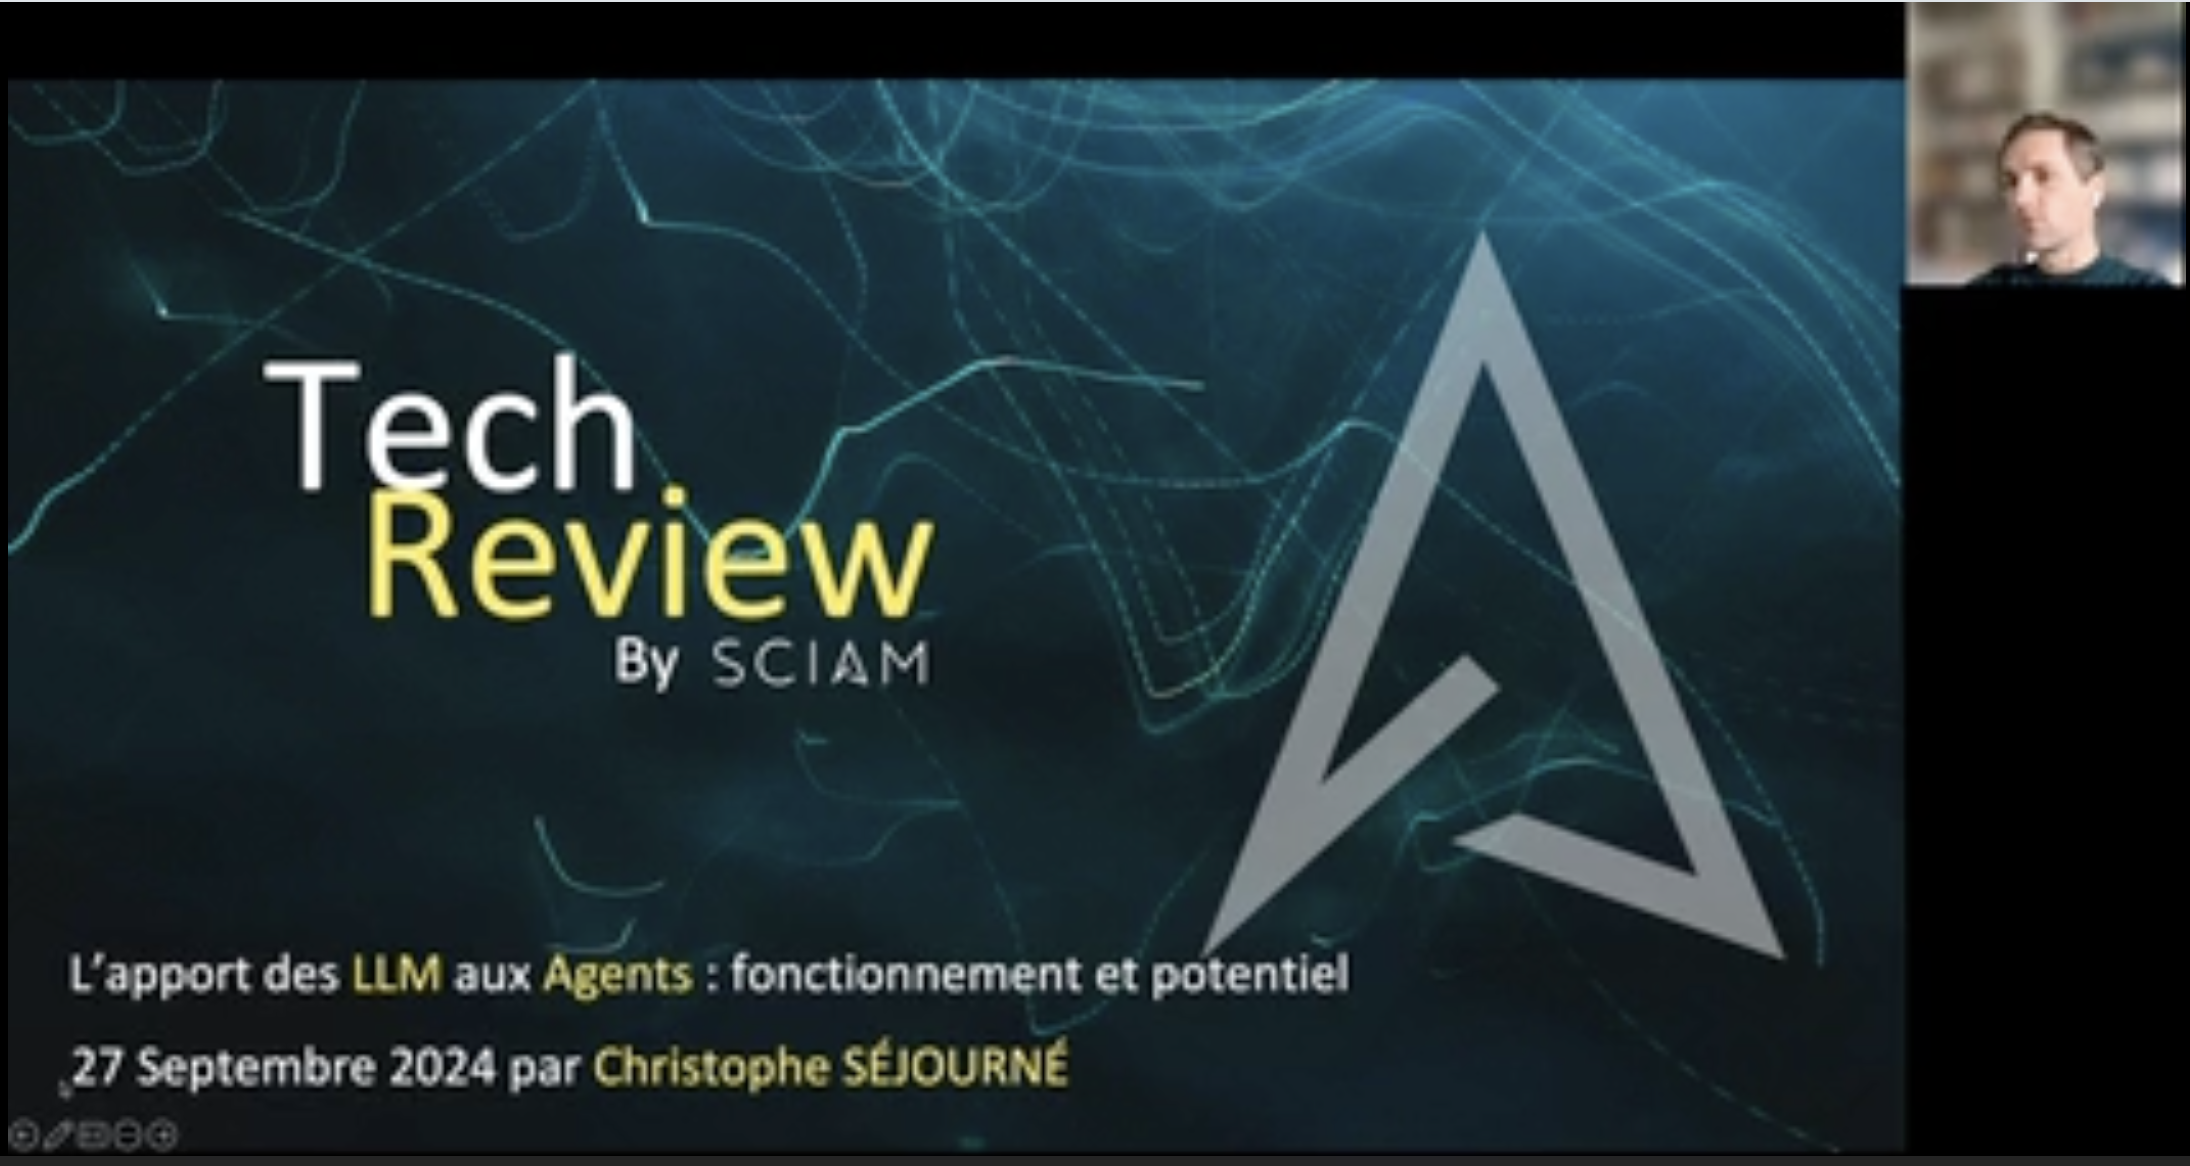 Tech
Review
By SCIAM
L'apport des LLM aux Agents : fonctionnement et potentiel
27 Septembre 2024 par Christophe SÉJOURNÉ